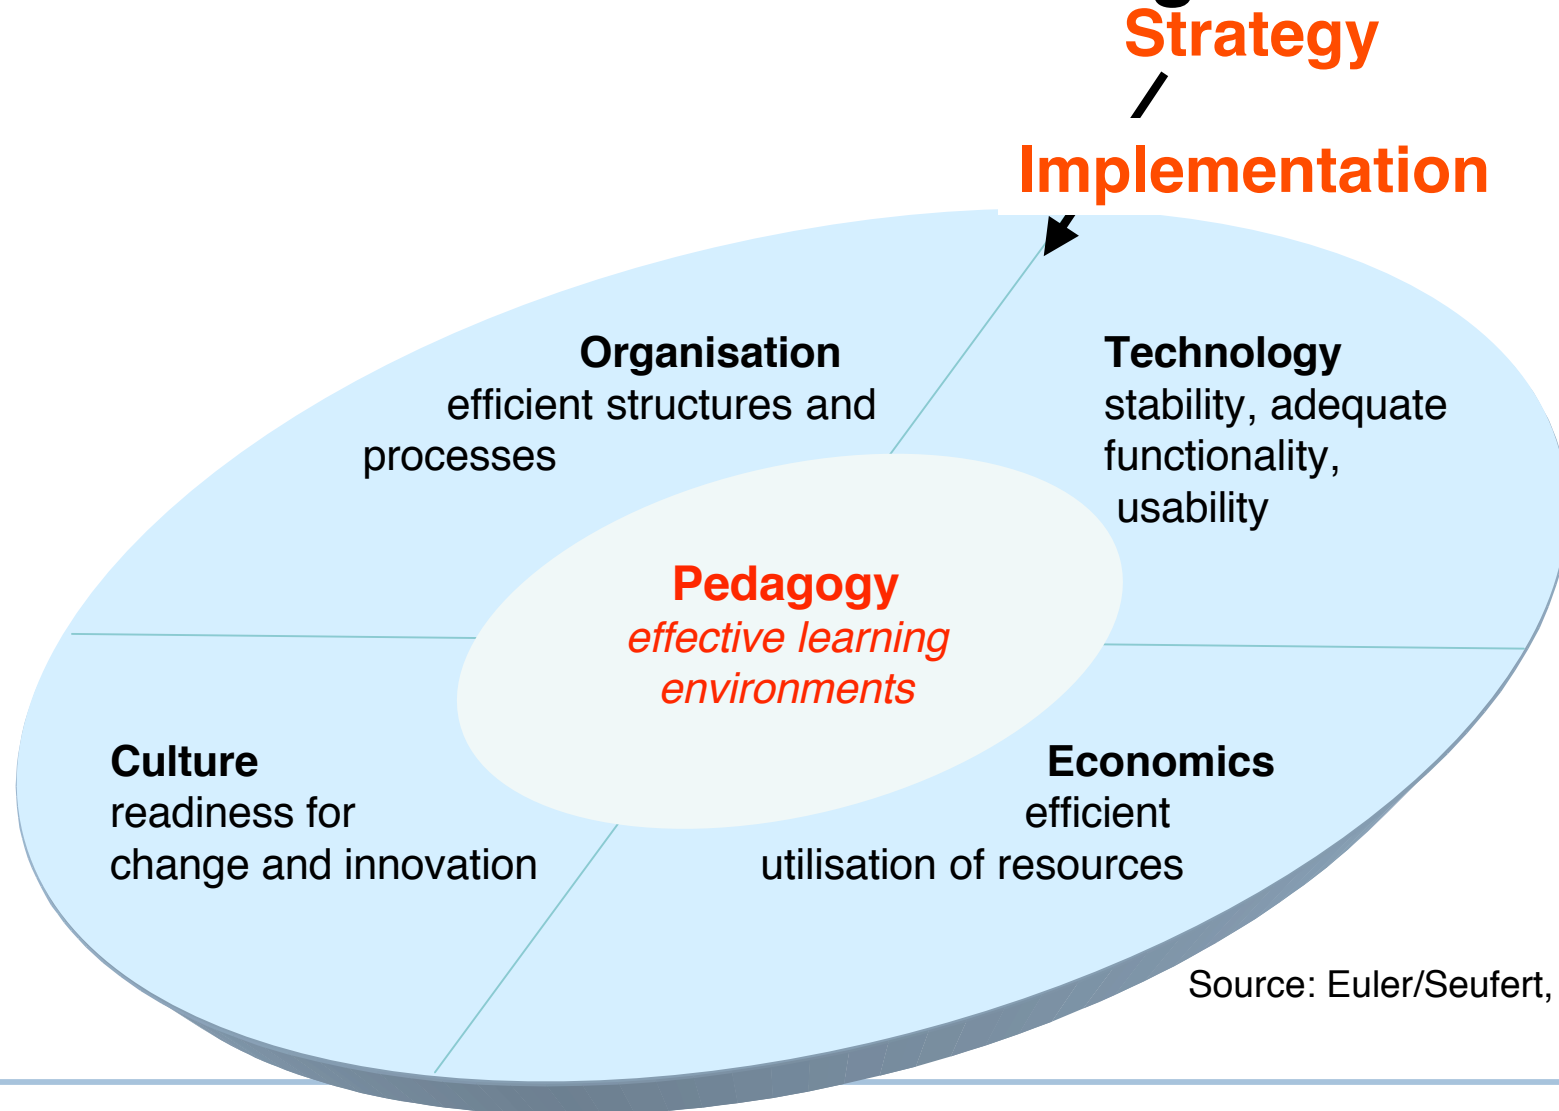 Strategy
Implementation
Organisation
efficient structures and
processes
Technology
stability, adequate
functionality,
usability
Pedagogy
effective learning
environments
Culture
readiness for
change and innovation
Economics
efficient
utilisation of resources
Source: Euler/Seufert,